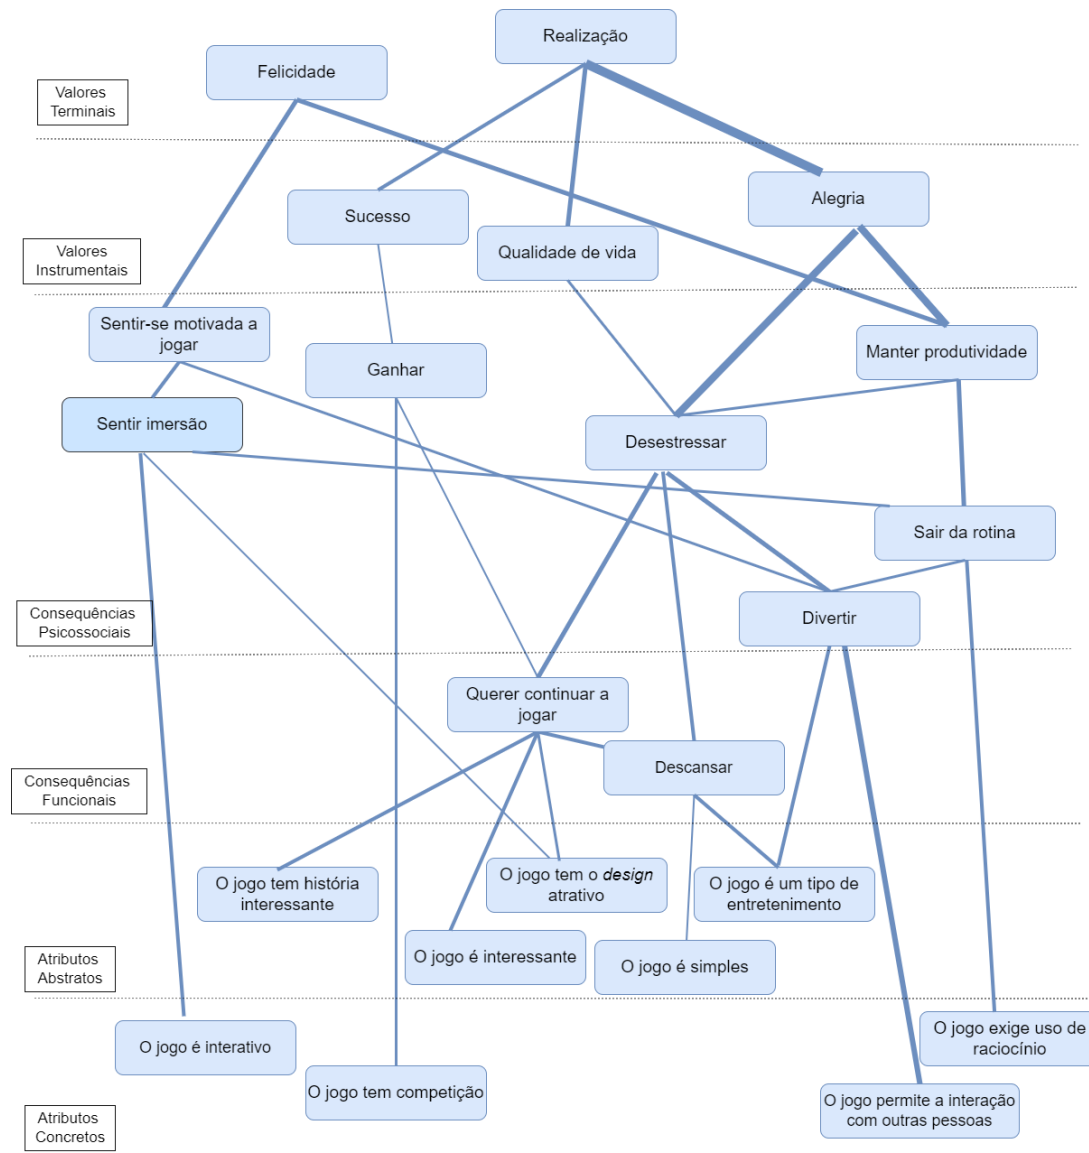 Realização
Felicidade
Valores
Terminais
Alegria
Sucesso
Qualidade de vida
Valores
Instrumentais
Sentir-se motivada a
jogar
Manter produtividade
Ganhar
Sentir imersão
Desestressar
Sair da rotina
Consequências
Psicossociais
Divertir
Querer continuar a
jogar
Descansar
Consequências
Funcionais
O jogo tem história
interessante
O jogo tem o design
atrativo
O jogo é um tipo de
entretenimento
O jogo é interessante
O jogo é simples
Atributos
Abstratos
O jogo é interativo
O jogo exige uso de
raciocínio
O jogo tem competição
O jogo permite a interação
com outras pessoas
Atributos
Concretos